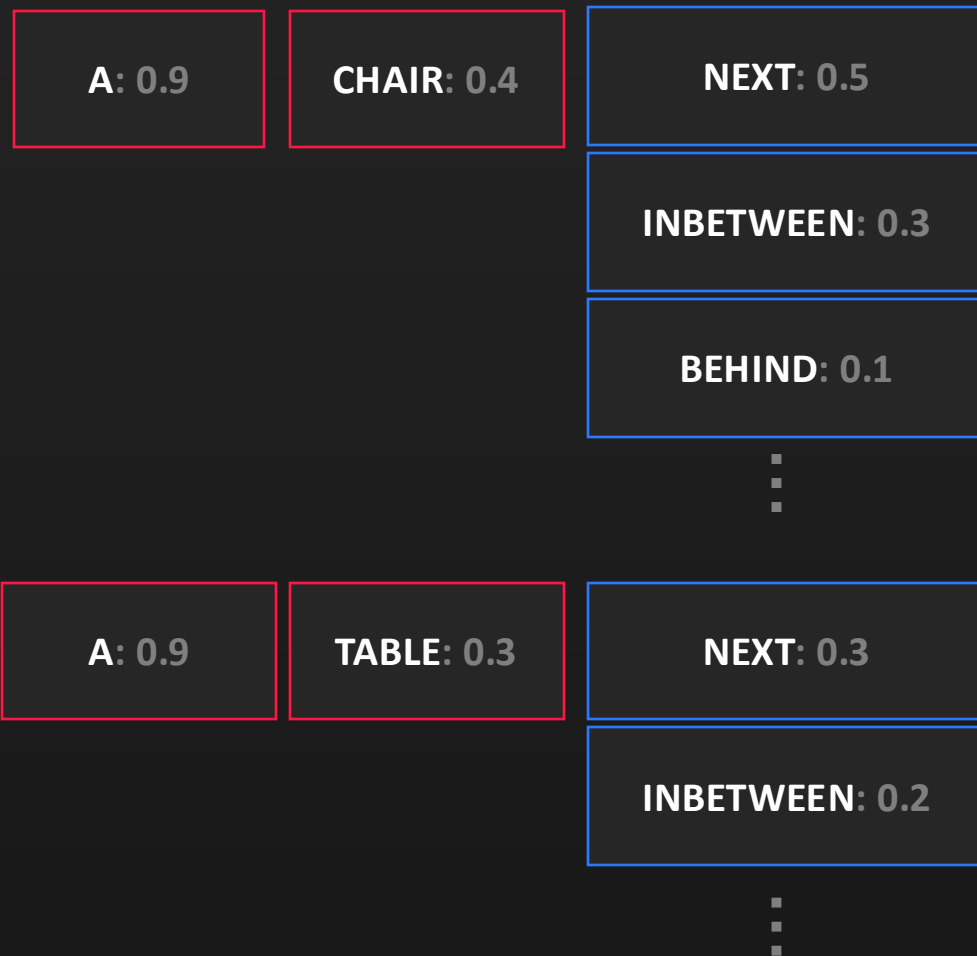 A: 0.9 CHAIR: 0.4 NEXT: 0.5
INBETWEEN: 0.3
BEHIND: 0.1
A: 0.9 TABLE: 0.3 NEXT: 0.3
INBETWEEN: 0.2